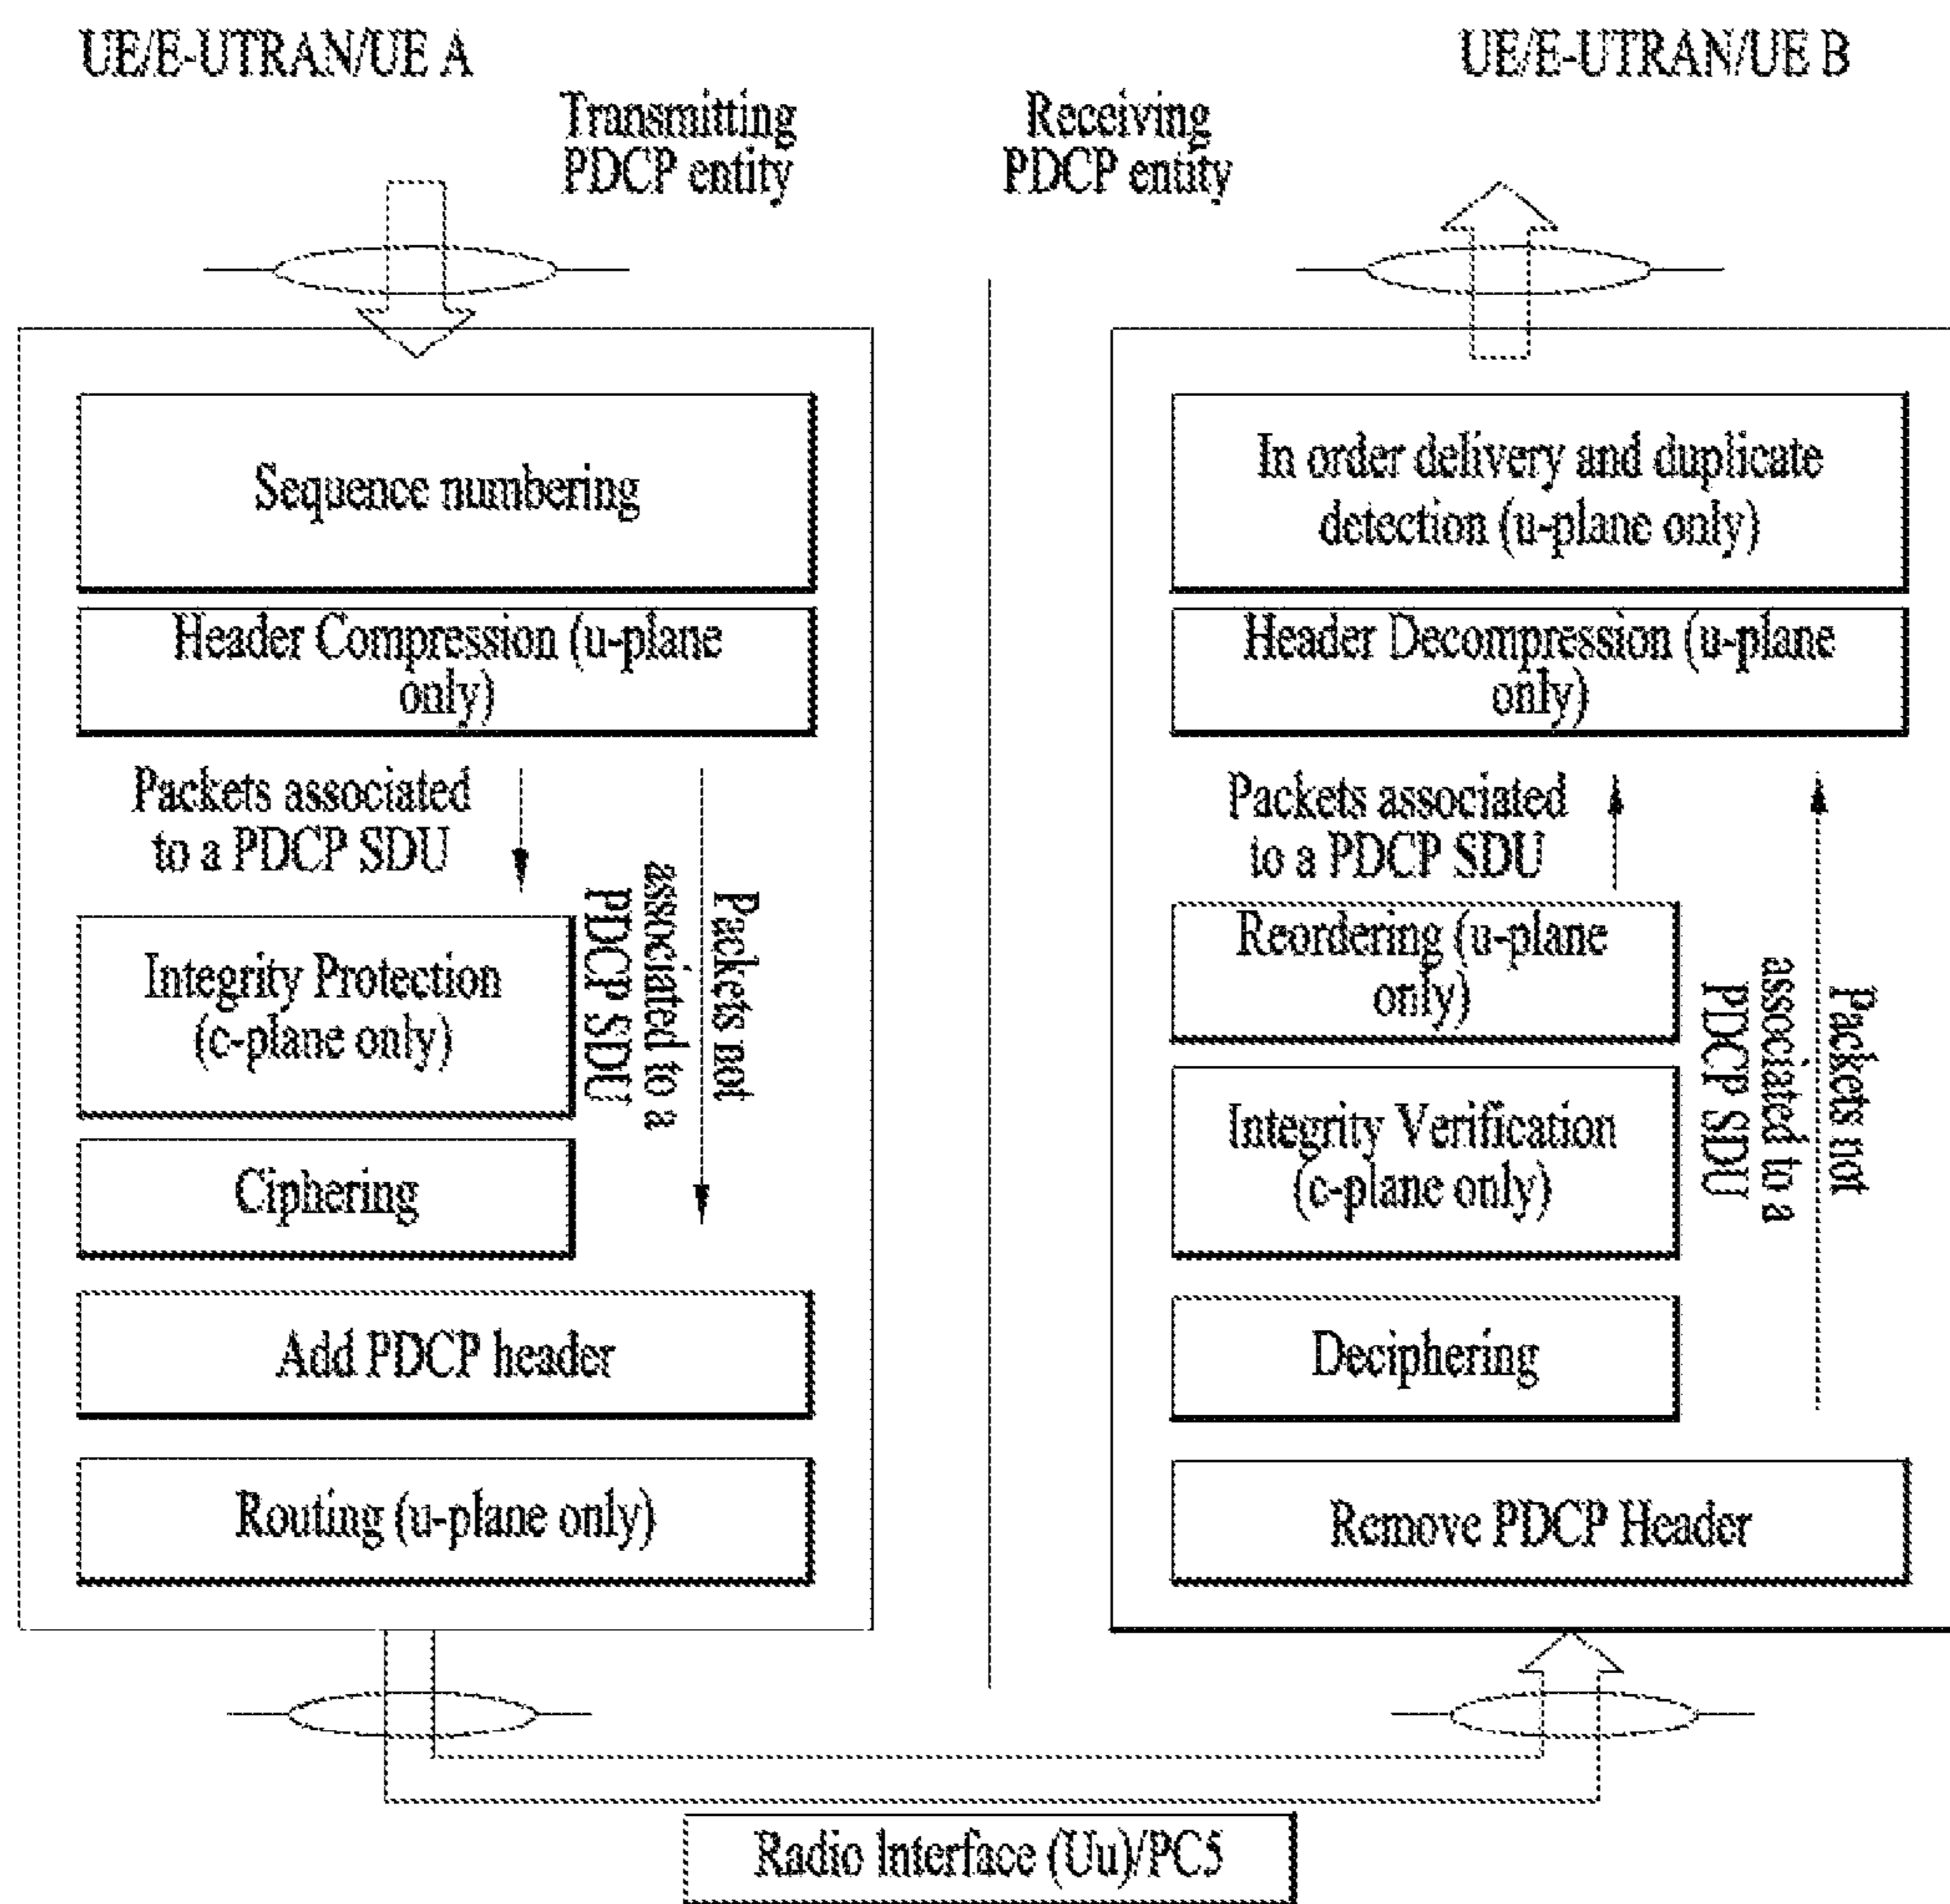 UE/E-UTRAN/UE A
Transmitting
PDCP entity
Sequence numbering
Header Compression (u-plane
only)
Packets associated
to a PDCP SDU
Packets not
associated to a
PDCP SDU
Integrity Protection
(c-plane only)
Ciphering
Add PDCP header
Routing (u-plane only)
UE/E-UTRAN/UE B
Receiving
PDCP entity
In order delivery and duplicate
detection (u-plane only)
Header Decompression (u-plane
only)
Packets associated
to a PDCP SDU
Reordering (u-plane
only)
Packets not
associated to a
PDCP SDU
Integrity Verification
(c-plane only)
Deciphering
Remove PDCP Header
Radio Interface (Uu)/PC5